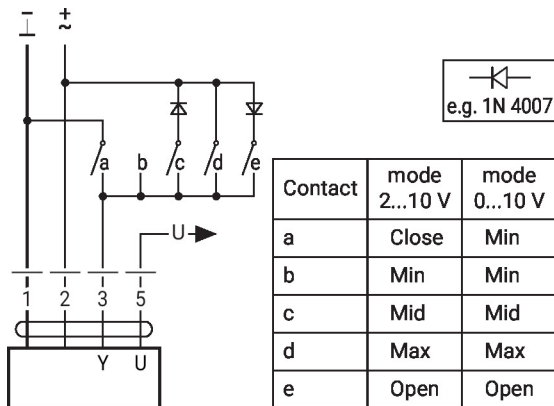 – +
⊥ ~
e.g. 1N 4007
a b c d e
U
1 2 3 5
Y U
Contact mode 2...10 V mode 0...10 V
a Close Min
b Min Min
c Mid Mid
d Max Max
e Open Open